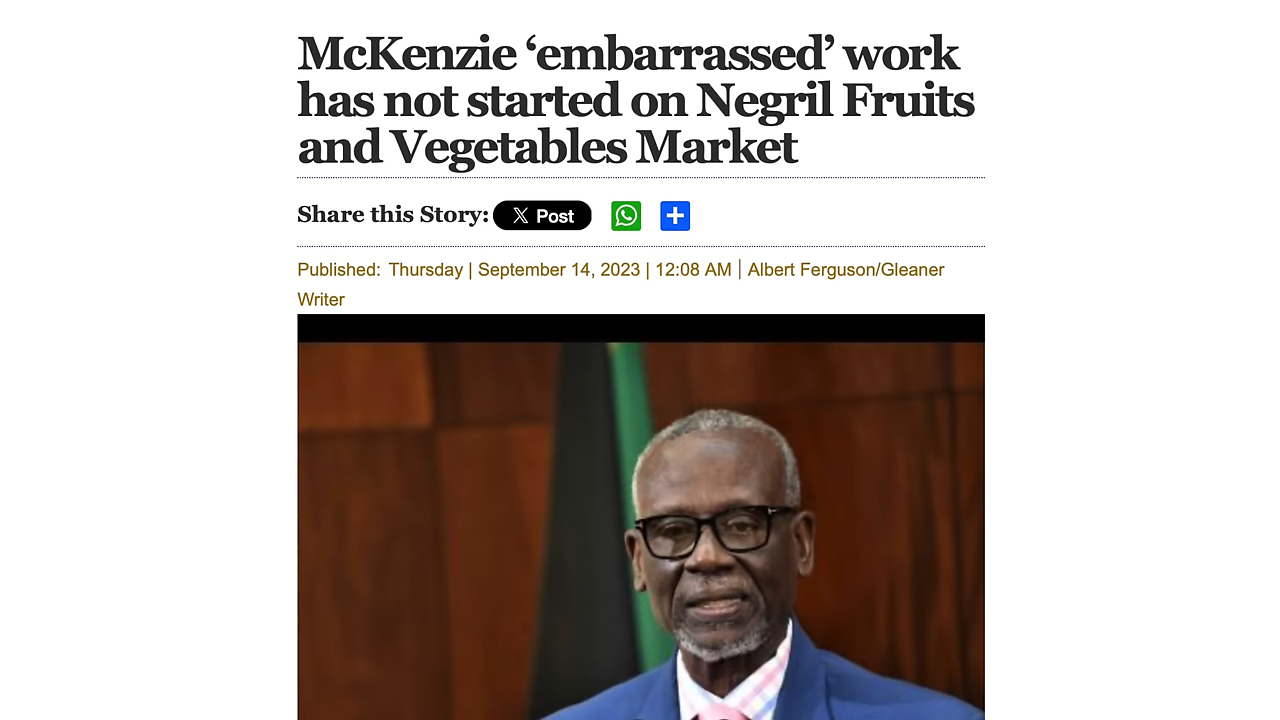 McKenzie ‘embarrassed’ work
has not started on Negril Fruits
and Vegetables Market
Share this Story: X Post
Published: Thursday | September 14, 2023 | 12:08 AM | Albert Ferguson/Gleaner
Writer